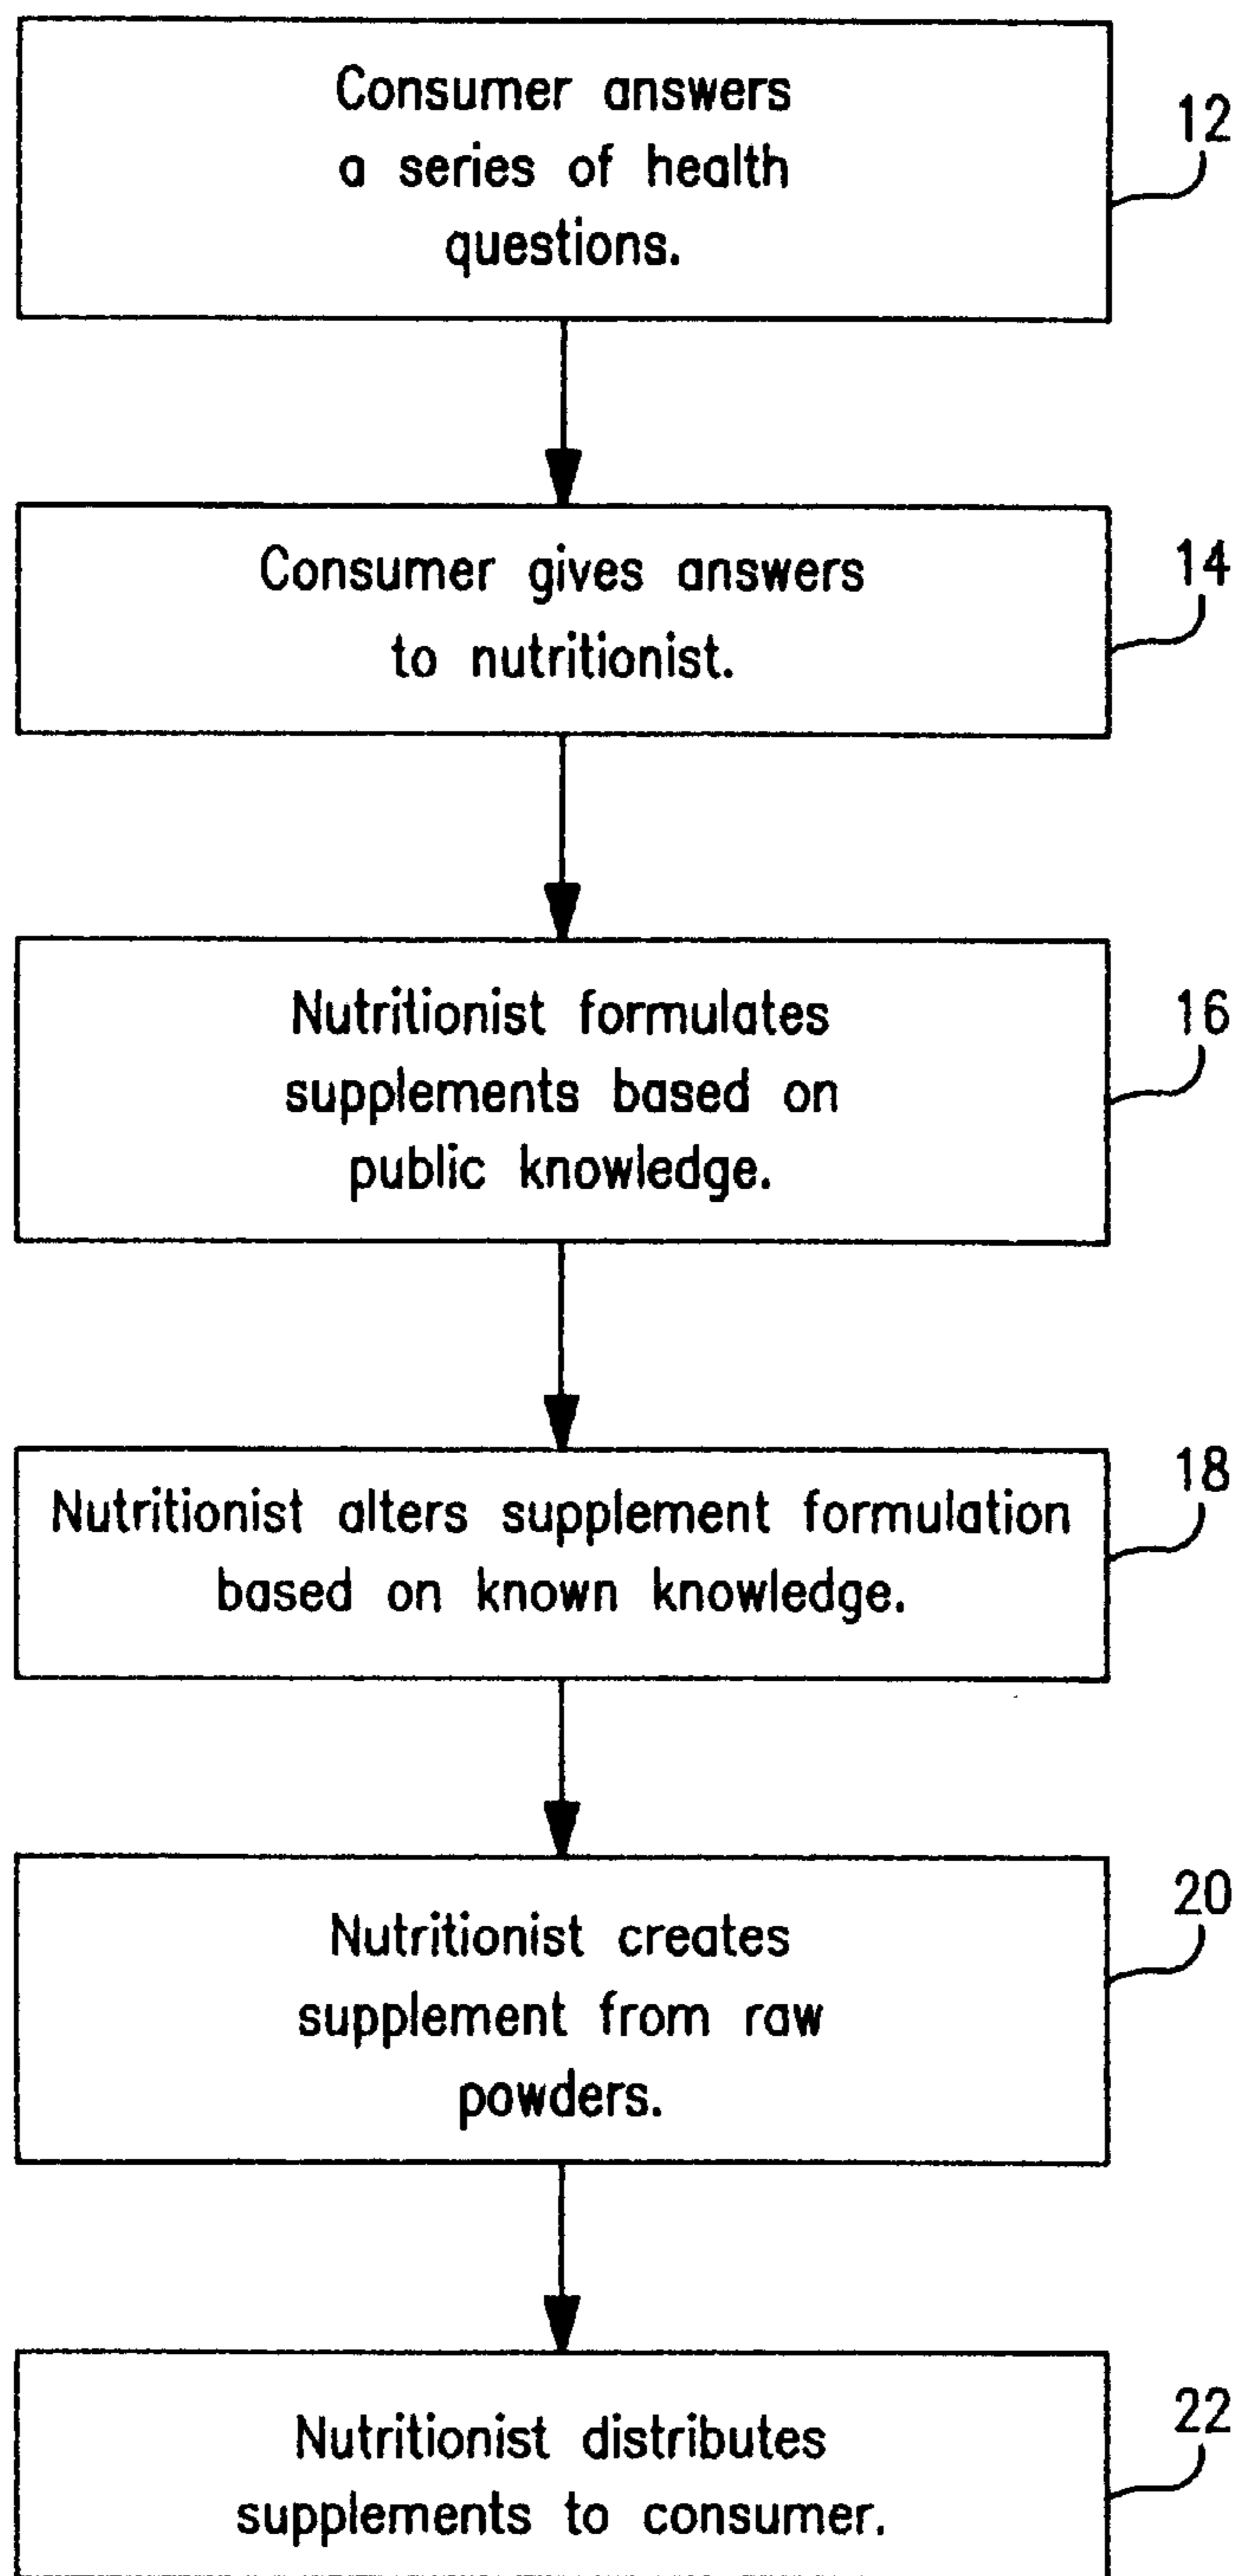 Consumer answers
a series of health
questions.
12
Consumer gives answers
to nutritionist.
14
Nutritionist formulates
supplements based on
public knowledge.
16
Nutritionist alters supplement formulation
based on known knowledge.
18
Nutritionist creates
supplement from raw
powders.
20
Nutritionist distributes
supplements to consumer.
22